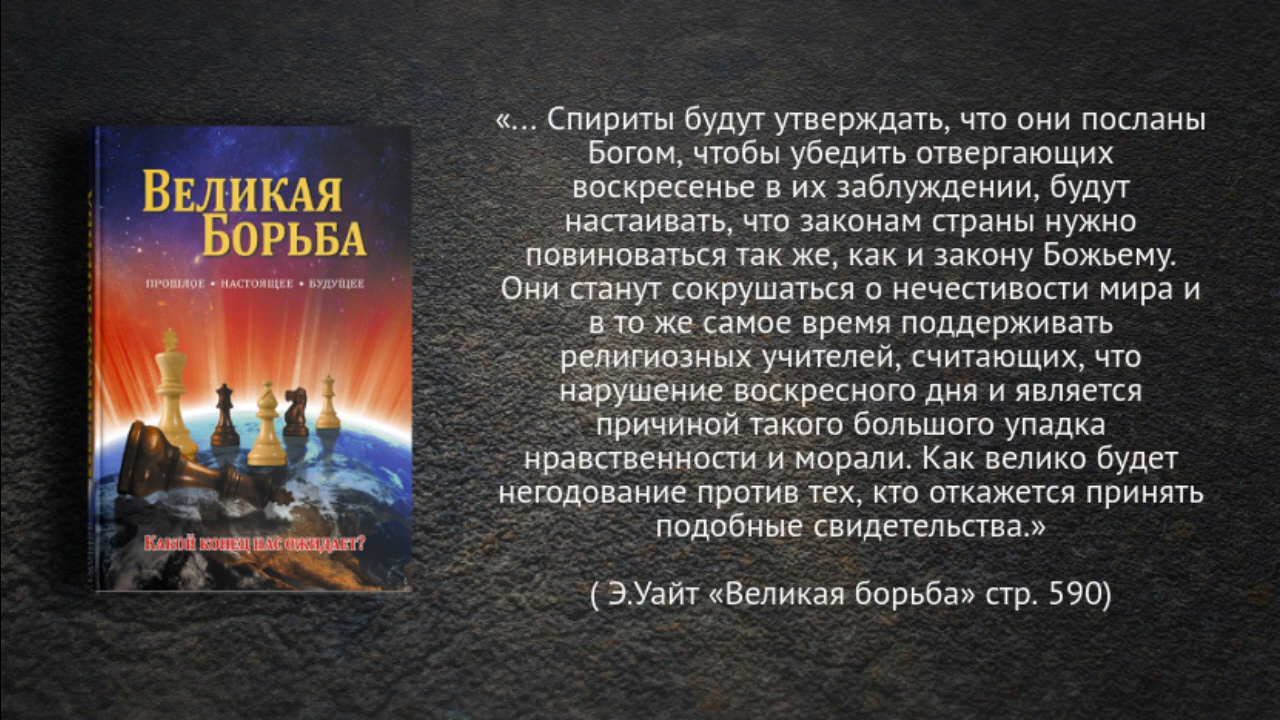 ВЕЛИКАЯ
БОРЬБА
ПРОШЛОЕ • НАСТОЯЩЕЕ • БУДУЩЕЕ
КАКОЙ КОНЕЦ НАС ОЖИДАЕТ?
«... Спириты будут утверждать, что они посланы
Богом, чтобы убедить отвергающих
воскресенье в их заблуждении, будут
настаивать, что законам страны нужно
повиноваться так же, как и закону Божьему.
Они станут сокрушаться о нечестивости мира и
в то же самое время поддерживать
религиозных учителей, считающих, что
нарушение воскресного дня и является
причиной такого большого упадка
нравственности и морали. Как велико будет
негодование против тех, кто откажется принять
подобные свидетельства.»
( Э.Уайт «Великая борьба» стр. 590)